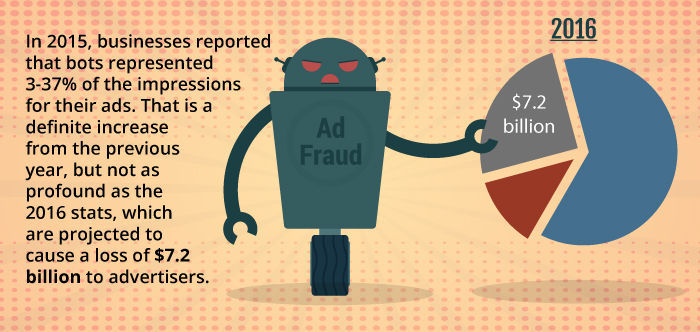 In 2015, businesses reported
that bots represented
3-37% of the impressions
for their ads. That is a
definite increase
from the previous
year, but not as
profound as the
2016 stats, which
are projected to
cause a loss of $7.2
billion to advertisers.
Ad
Fraud
2016
$7.2
billion